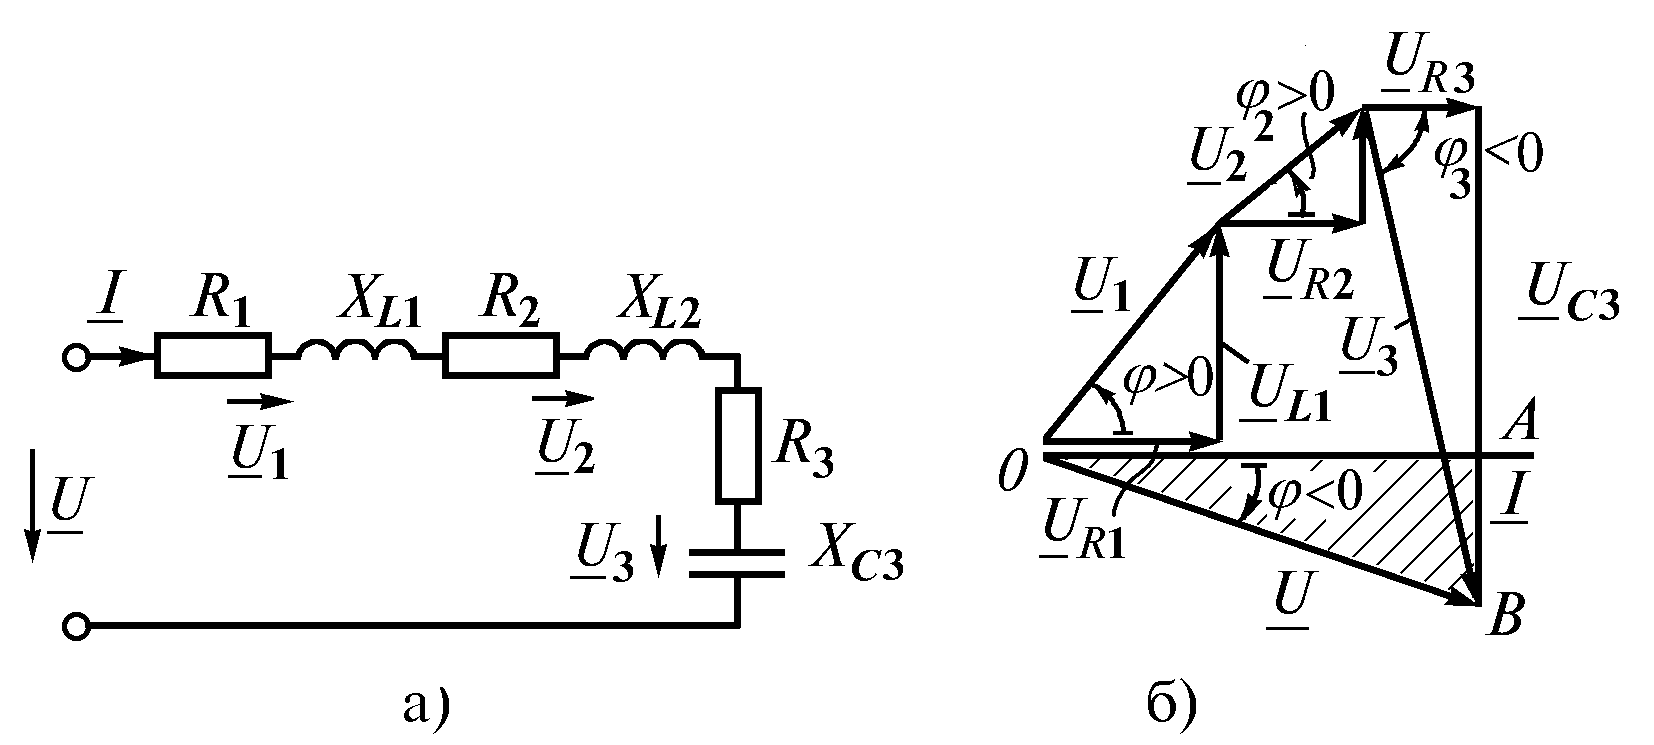 I
R1
XL1
R2
XL2
U1
U2
R3
U
U3
XC3
а)
UR3
φ2>0
U2
φ3<0
UR2
U1
UC3
U3
φ>0
UL1
A
0
φ<0
I
UR1
U
B
б)